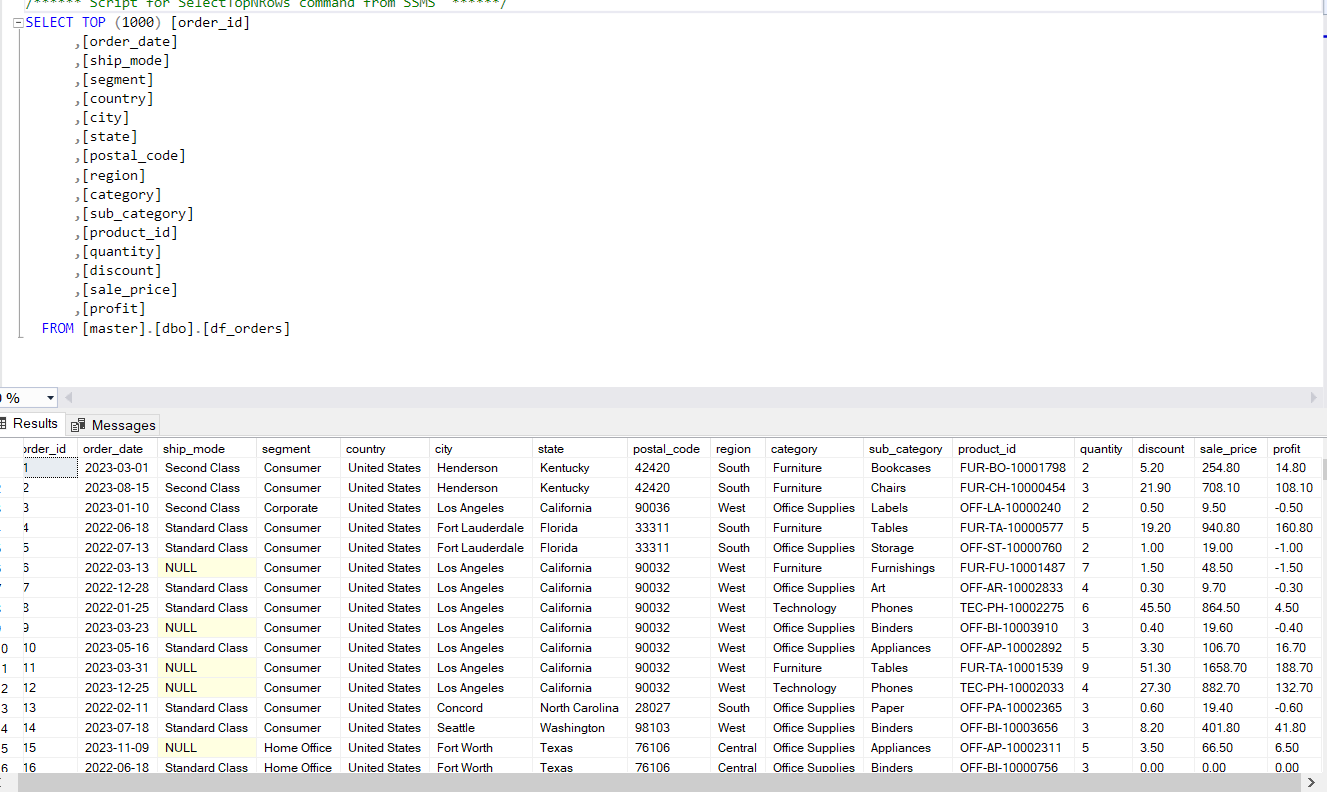 /****** Script for SelectTopNRows command from SSMS  ******/
SELECT TOP (1000) [order_id]
,[order_date]
,[ship_mode]
,[segment]
,[country]
,[city]
,[state]
,[postal_code]
,[region]
,[category]
,[sub_category]
,[product_id]
,[quantity]
,[discount]
,[sale_price]
,[profit]
FROM [master].[dbo].[df_orders]
%
Results Messages
order_id order_date ship_mode segment country city state postal_code region category sub_category product_id quantity discount sale_price profit
1 2023-03-01 Second Class Consumer United States Henderson Kentucky 42420 South Furniture Bookcases FUR-BO-10001798 2 5.20 254.80 14.80
2 2023-08-15 Second Class Consumer United States Henderson Kentucky 42420 South Furniture Chairs FUR-CH-10000454 3 21.90 708.10 108.10
3 2023-01-10 Second Class Corporate United States Los Angeles California 90036 West Office Supplies Labels OFF-LA-10000240 2 0.50 9.50 -0.50
4 2022-06-18 Standard Class Consumer United States Fort Lauderdale Florida 33311 South Furniture Tables FUR-TA-10000577 5 19.20 940.80 160.80
5 2022-07-13 Standard Class Consumer United States Fort Lauderdale Florida 33311 South Office Supplies Storage OFF-ST-10000760 2 1.00 19.00 -1.00
6 2022-03-13 NULL Consumer United States Los Angeles California 90032 West Furniture Furnishings FUR-FU-10001487 7 1.50 48.50 -1.50
7 2022-12-28 Standard Class Consumer United States Los Angeles California 90032 West Office Supplies Art OFF-AR-10002833 4 0.30 9.70 -0.30
8 2022-01-25 Standard Class Consumer United States Los Angeles California 90032 West Technology Phones TEC-PH-10002275 6 45.50 864.50 4.50
9 2023-03-23 NULL Consumer United States Los Angeles California 90032 West Office Supplies Binders OFF-BI-10003910 3 0.40 19.60 -0.40
10 2023-05-16 Standard Class Consumer United States Los Angeles California 90032 West Office Supplies Appliances OFF-AP-10002892 5 3.30 106.70 16.70
11 2023-03-31 NULL Consumer United States Los Angeles California 90032 West Furniture Tables FUR-TA-10001539 9 51.30 1658.70 188.70
12 2023-12-25 NULL Consumer United States Los Angeles California 90032 West Technology Phones TEC-PH-10002033 4 27.30 882.70 132.70
13 2022-02-11 Standard Class Consumer United States Concord North Carolina 28027 South Office Supplies Paper OFF-PA-10002365 3 0.60 19.40 -0.60
14 2023-07-18 Standard Class Consumer United States Seattle Washington 98103 West Office Supplies Binders OFF-BI-10003656 3 8.20 401.80 41.80
15 2023-11-09 NULL Home Office United States Fort Worth Texas 76106 Central Office Supplies Appliances OFF-AP-10002311 5 3.50 66.50 6.50
16 2022-06-18 Standard Class Home Office United States Fort Worth Texas 76106 Central Office Supplies Binders OFF-BI-10000756 3 0.00 0.00 0.00